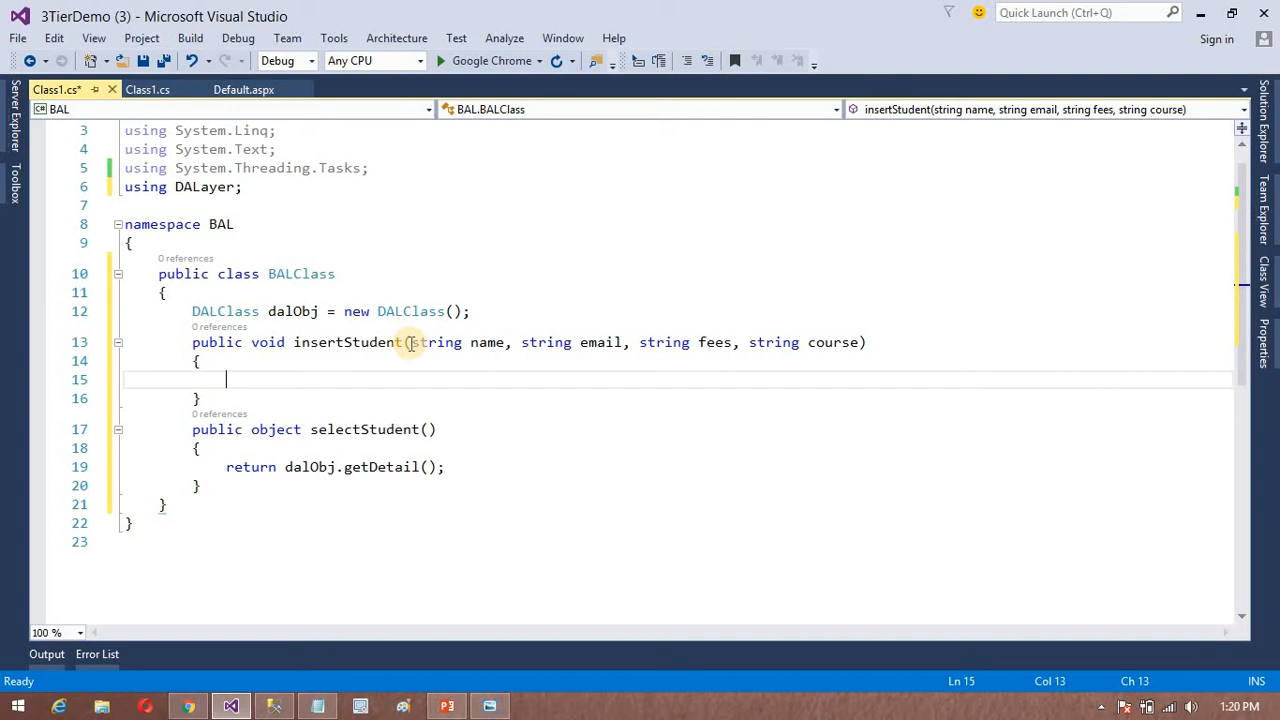 3TierDemo (3) - Microsoft Visual Studio
Quick Launch (Ctrl+Q)
File Edit View Project Build Debug Team Tools Architecture Test Analyze Window Help
Sign in
Debug Any CPU Google Chrome
Class1.cs* Class1.cs Default.aspx
BAL BAL.BALClass insertStudent(string name, string email, string fees, string course)
Server Explorer
Toolbox
Solution Explorer
Team Explorer
Class View
Properties
3 using System.Linq;
4 using System.Text;
5 using System.Threading.Tasks;
6 using DALayer;
7
8 namespace BAL
9 {
0 references
10 public class BALClass
11 {
12 DALClass dalObj = new DALClass();
0 references
13 public void insertStudent(string name, string email, string fees, string course)
14 {
15
16 }
0 references
17 public object selectStudent()
18 {
19 return dalObj.getDetail();
20 }
21 }
22 }
23
100 %
Output Error List
Ready Ln 15 Col 13 Ch 13 INS
1:20 PM